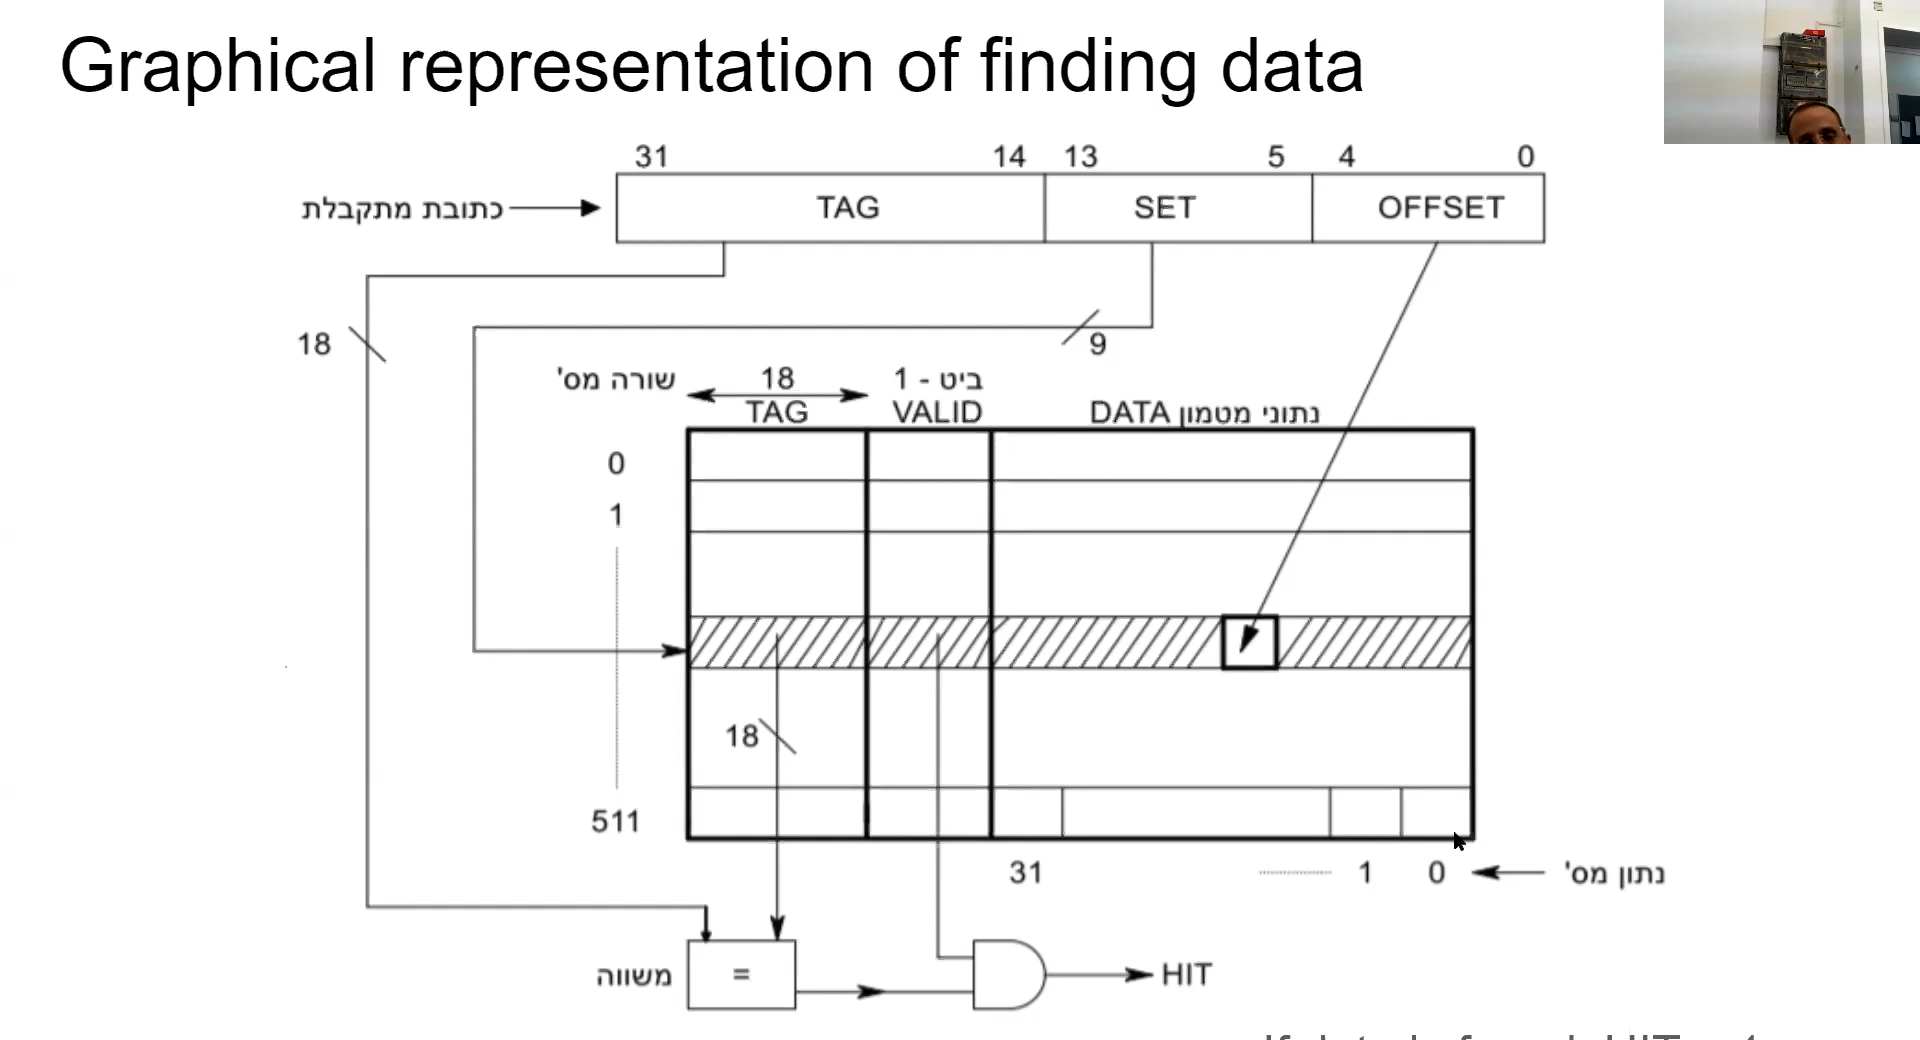 Graphical representation of finding data
31 14 13 5 4 0
כתובת מתקבלת TAG SET OFFSET
18 9
שורה מס' 18 ביט - 1
TAG VALID DATA נתוני מטמון
0
1
18
511
31 1 0 נתון מס'
משווה = HIT